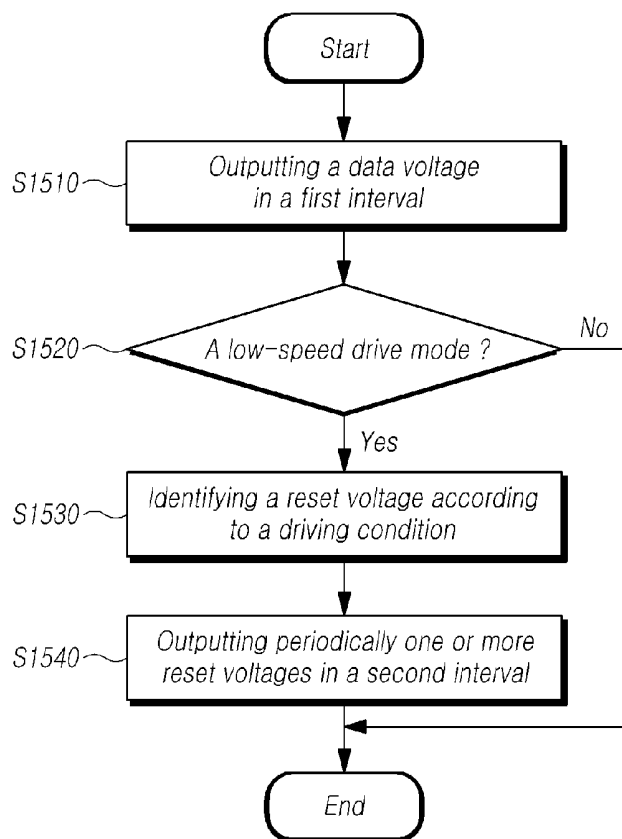 Start
S1510
Outputting a data voltage
in a first interval
S1520
A low-speed drive mode ?
No
Yes
S1530
Identifying a reset voltage according
to a driving condition
S1540
Outputting periodically one or more
reset voltages in a second interval
End